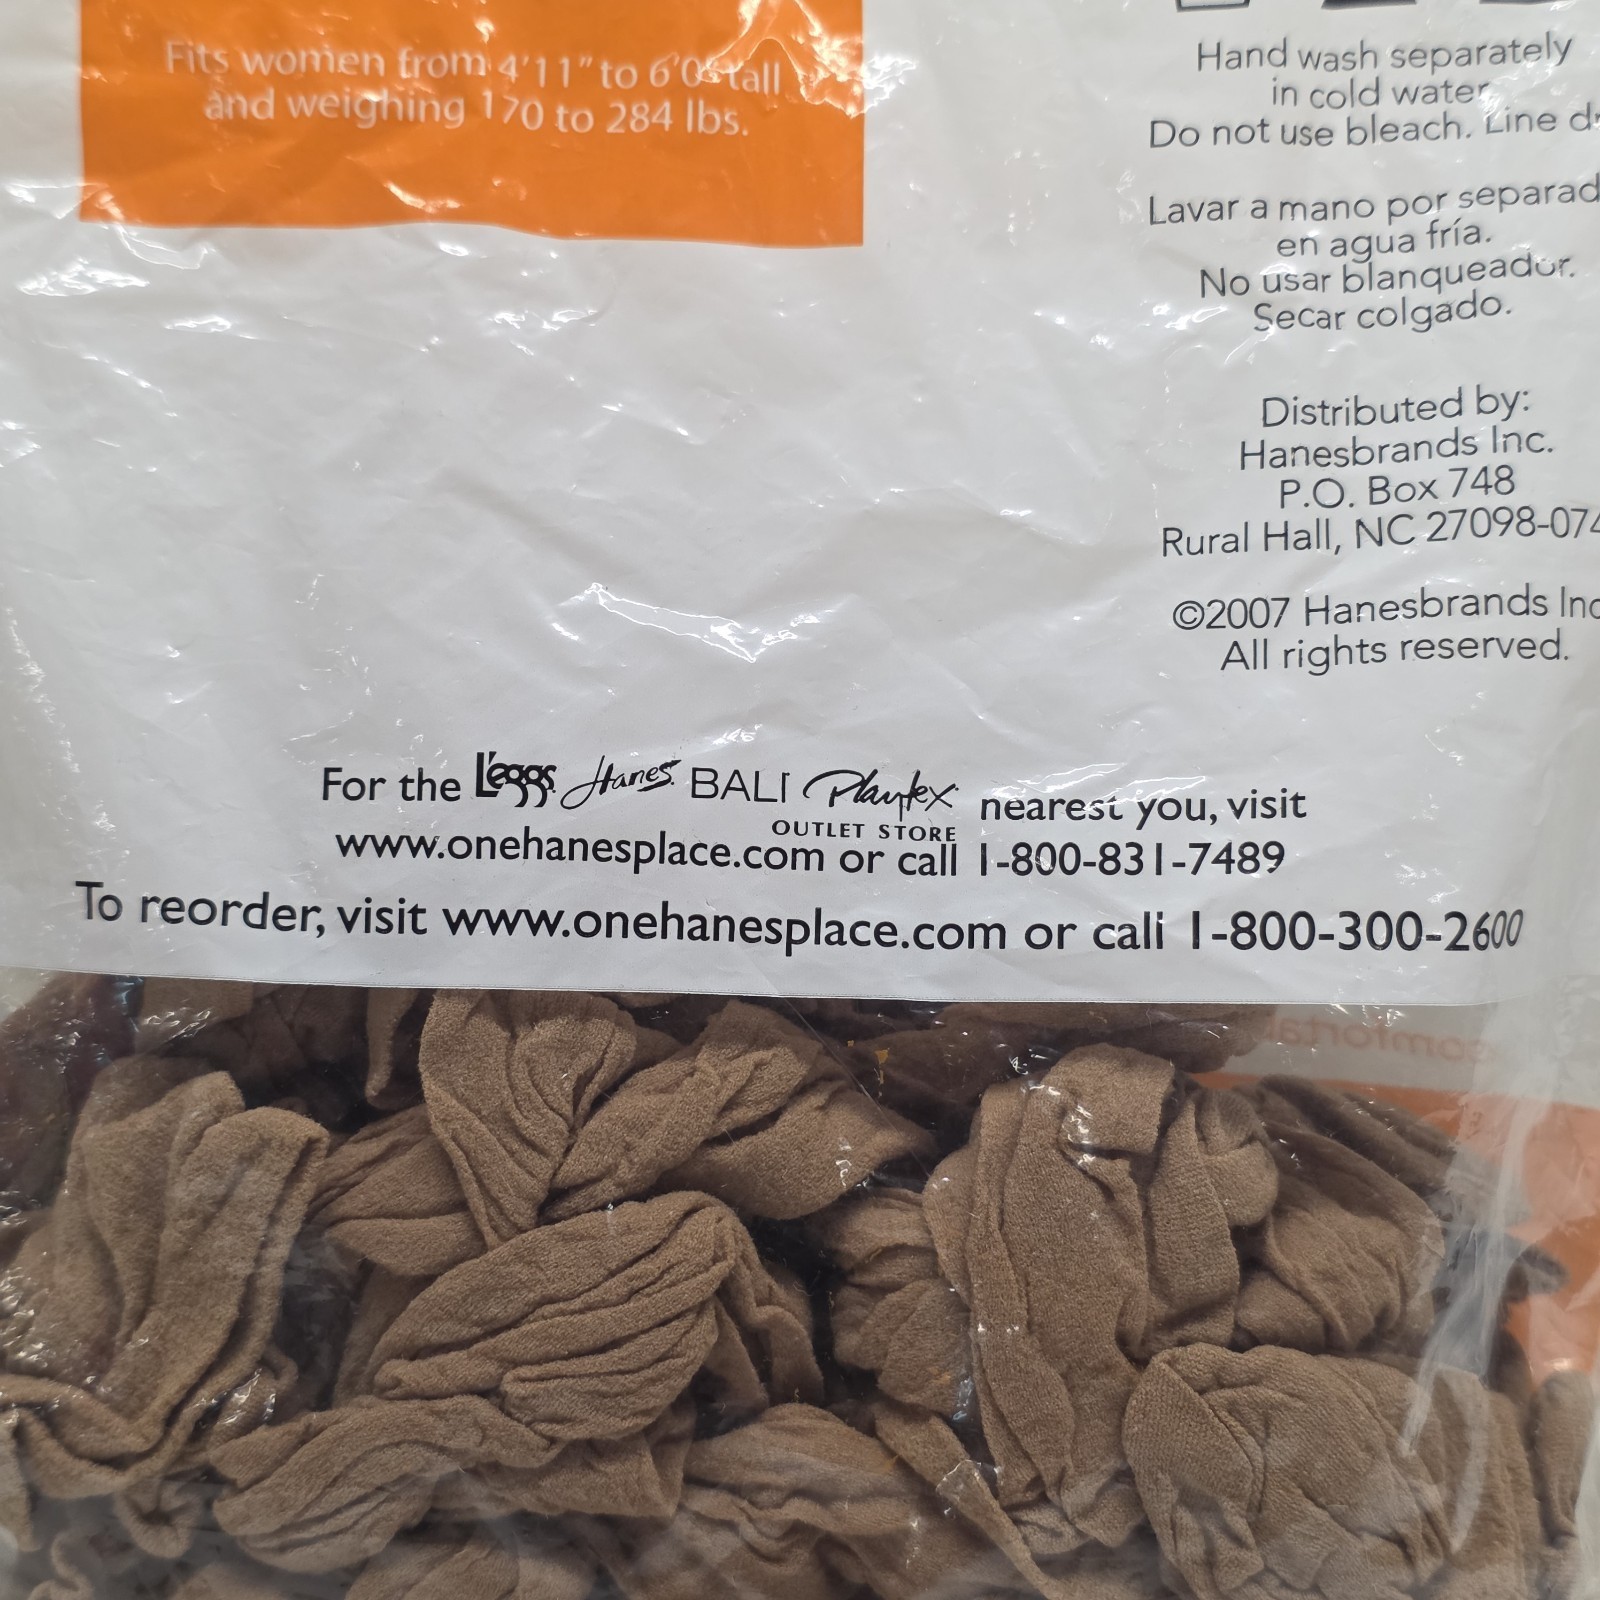 Fits women from 4'11" to 6'0" tall
and weighing 170 to 284 lbs.
Hand wash separately
in cold water
Do not use bleach. Line
Lavar a mano por
en agua fría.
No usar blanqueador.
Secar colgado.
Distributed by:
Hanesbrands Inc.
P.O. Box 748
Rural Hall, NC 27098-074
©2007 Hanesbrands Inc
All rights reserved.
For the L'eggs Hanes BALI Playtex nearest you, visit
OUTLET STORE
www.onehanesplace.com or call 1-800-831-7489
To reorder, visit www.onehanesplace.com or call 1-800-300-2600